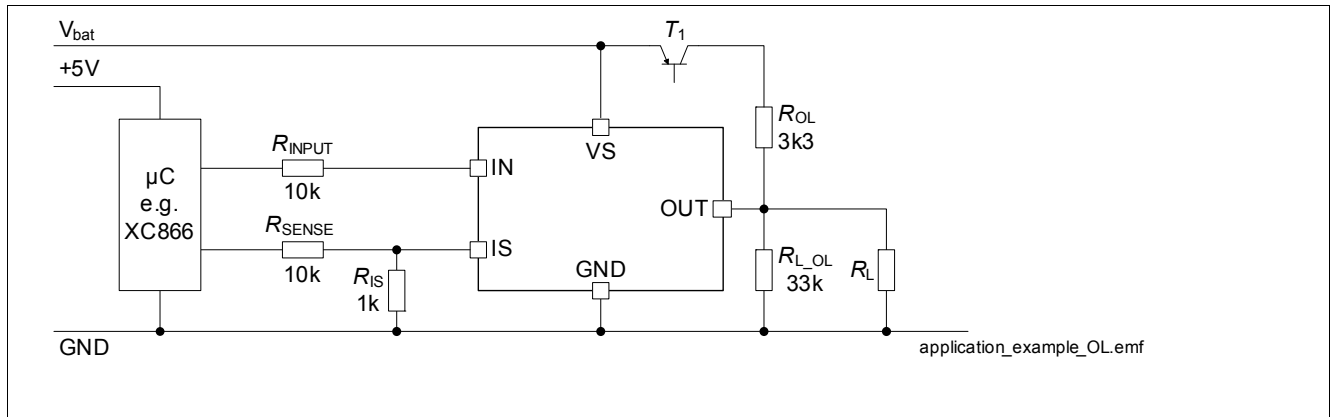 Vbat
T1
+5V
ROL
3k3
RINPUT
10k
VS
IN
µC
e.g.
XC866
OUT
RSENSE
10k
IS
RIS
1k
GND
RL_OL
33k
RL
GND
application_example_OL.emf